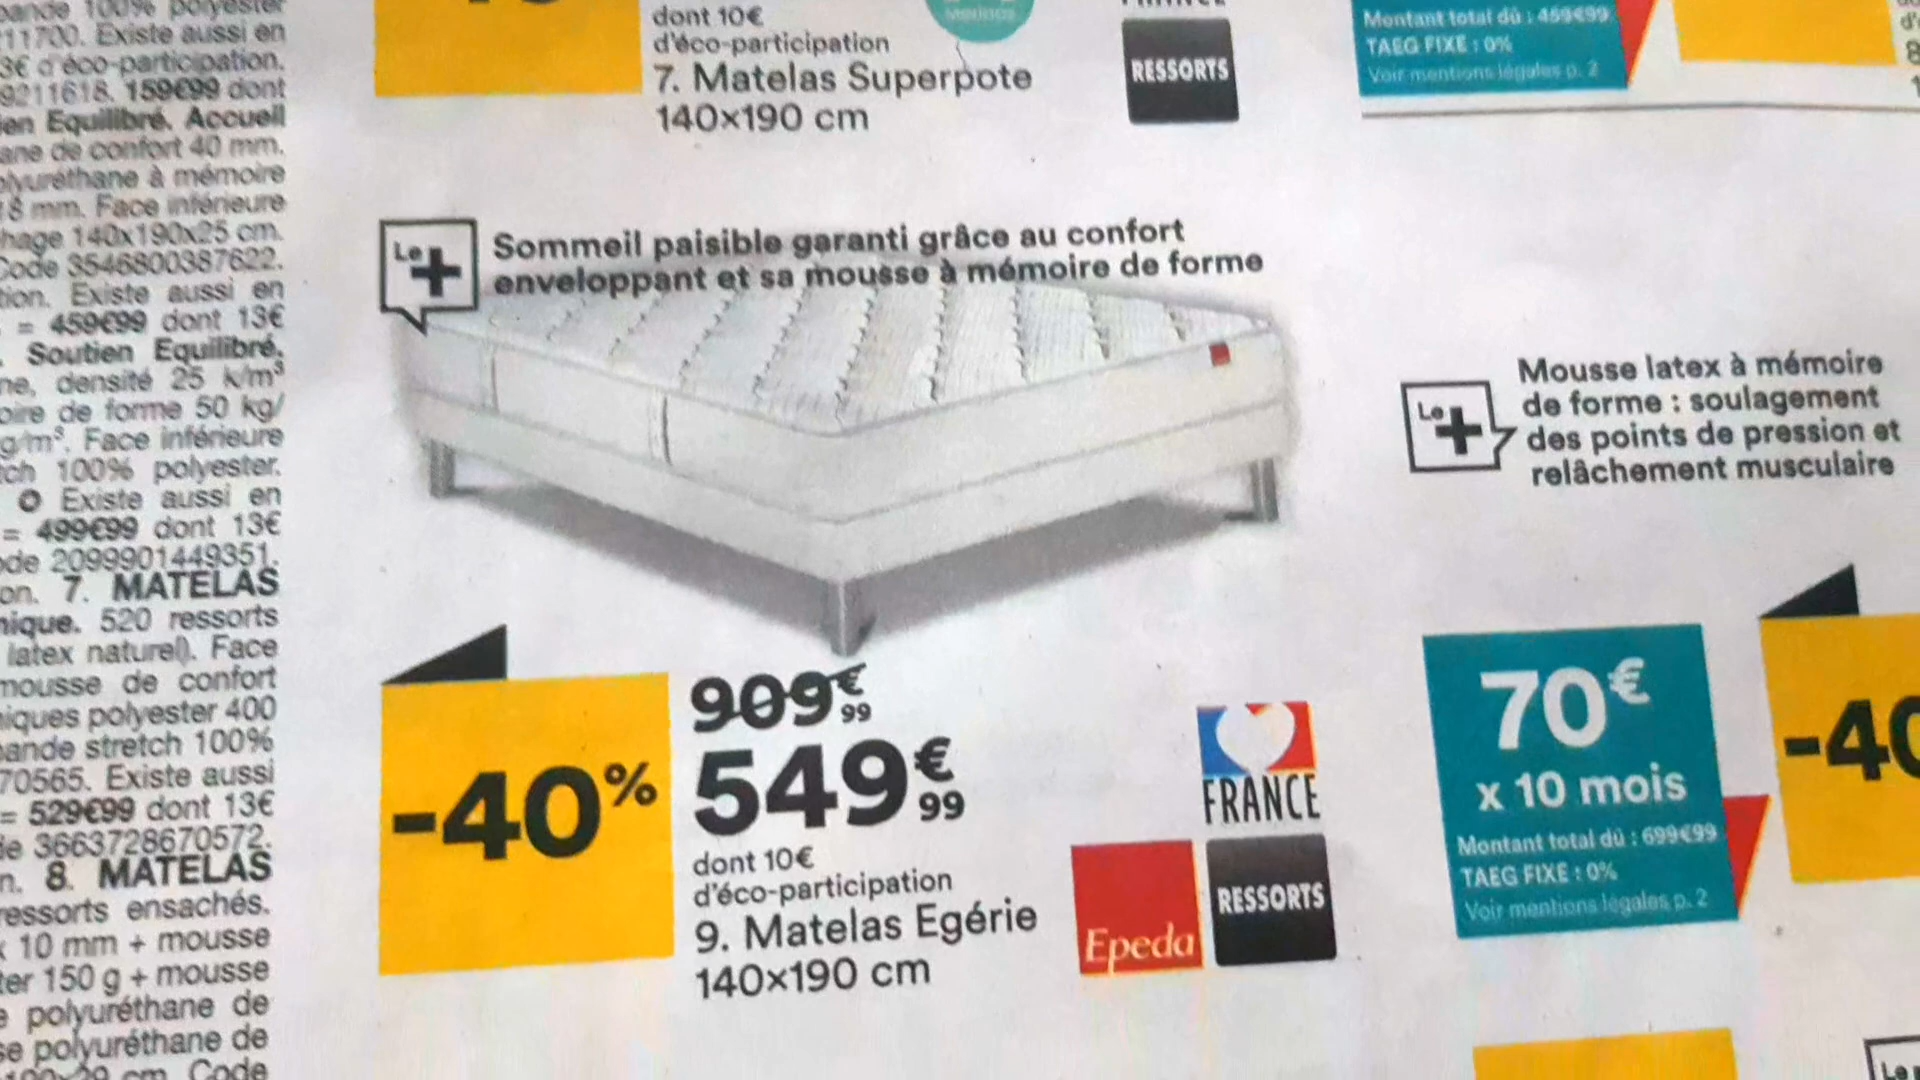 bande 100% polyester
11700. Existe aussi en
3€ d'éco-participation.
9211618. 159€99 dont
Equilibré. Accueil
de confort 40 mm.
à mémoire
8 mm. Face inférieure
140x190x25 cm.
Code 3546800387622.
Existe aussi en
= 459€99 dont 13€
Soutien Equilibré,
densité 25 k/m³
de forme 50 kg/
Face inférieure
100% polyester.
Existe aussi en
= 499€99 dont 13€
2099901449351.
7. MATELAS
520 ressorts
latex naturel). Face
mousse de confort
polyester 400
stretch 100%
70565. Existe aussi
= 529€99 dont 13€
3663728670572.
8. MATELAS
ressorts ensachés.
10 mm + mousse
150 g + mousse
polyuréthane de
polyuréthane de
Code
dont 10€
d'éco-participation
7. Matelas Superpote
140×190 cm
RESSORTS
Montant total dû : 459€99
TAEG FIXE : 0%
Voir mentions légales p. 2
Le +
Sommeil paisible garanti grâce au confort
enveloppant et sa mousse à mémoire de forme
Le +
Mousse latex à mémoire
de forme : soulagement
des points de pression et
relâchement musculaire
-40%
909€99
549€99
dont 10€
d'éco-participation
9. Matelas Egérie
140×190 cm
FRANCE
Epeda
RESSORTS
70€
x 10 mois
Montant total dû : 699€99
TAEG FIXE : 0%
Voir mentions légales p. 2
-40
Le